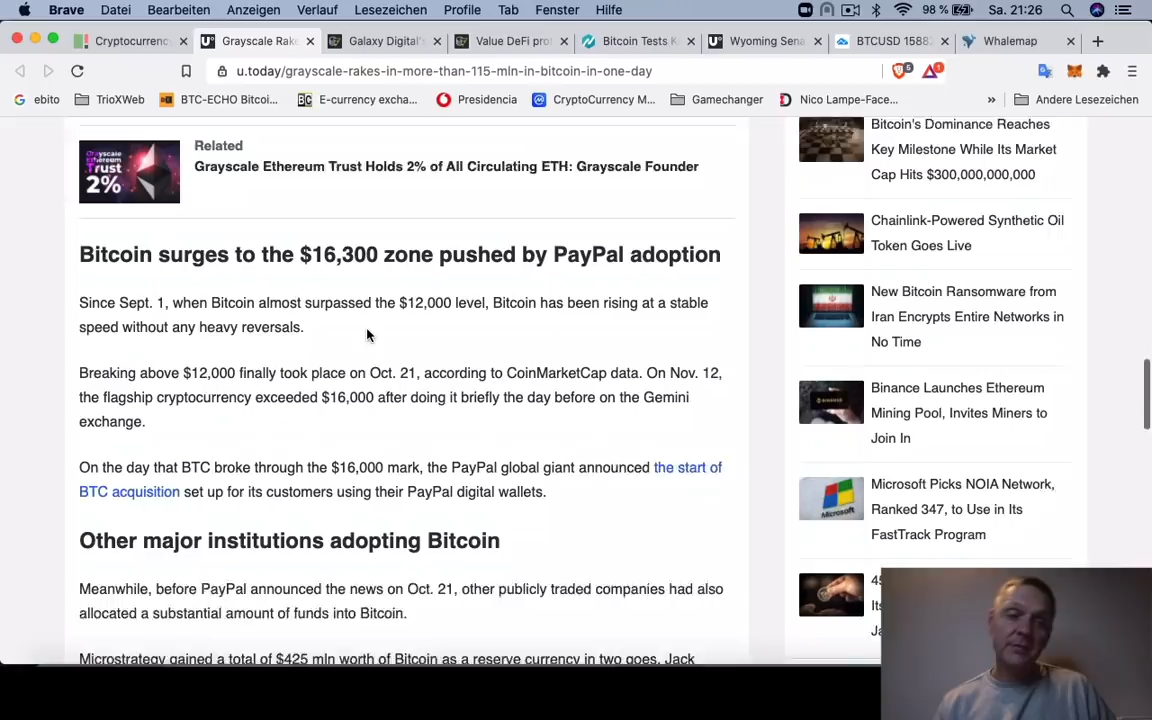 Brave Datei Bearbeiten Anzeigen Verlauf Lesezeichen Profile Tab Fenster Hilfe 98 % Sa. 21:26
Cryptocurrenc Grayscale Rak Galaxy Digital's Value DeFi pro Bitcoin Tests K Wyoming Sena BTCUSD 1588 Whalemap
u.today/grayscale-rakes-in-more-than-115-mln-in-bitcoin-in-one-day
ebito TrioXWeb BTC-ECHO Bitcoi... E-currency excha... Presidencia CryptoCurrency M... Gamechanger Nico Lampe-Face... » Andere Lesezeichen
Related
Grayscale Ethereum Trust Holds 2% of All Circulating ETH: Grayscale Founder
Grayscale
Ethereum
Trust
2%
Bitcoin surges to the $16,300 zone pushed by PayPal adoption
Since Sept. 1, when Bitcoin almost surpassed the $12,000 level, Bitcoin has been rising at a stable
speed without any heavy reversals.
Breaking above $12,000 finally took place on Oct. 21, according to CoinMarketCap data. On Nov. 12,
the flagship cryptocurrency exceeded $16,000 after doing it briefly the day before on the Gemini
exchange.
On the day that BTC broke through the $16,000 mark, the PayPal global giant announced the start of
BTC acquisition set up for its customers using their PayPal digital wallets.
Other major institutions adopting Bitcoin
Meanwhile, before PayPal announced the news on Oct. 21, other publicly traded companies had also
allocated a substantial amount of funds into Bitcoin.
Microstrategy gained a total of $425 mln worth of Bitcoin as a reserve currency in two goes. Jack
Bitcoin's Dominance Reaches
Key Milestone While Its Market
Cap Hits $300,000,000,000
Chainlink-Powered Synthetic Oil
Token Goes Live
New Bitcoin Ransomware from
Iran Encrypts Entire Networks in
No Time
Binance Launches Ethereum
Mining Pool, Invites Miners to
Join In
Microsoft Picks NOIA Network,
Ranked 347, to Use in Its
FastTrack Program
Microsoft
45
Its
Ja